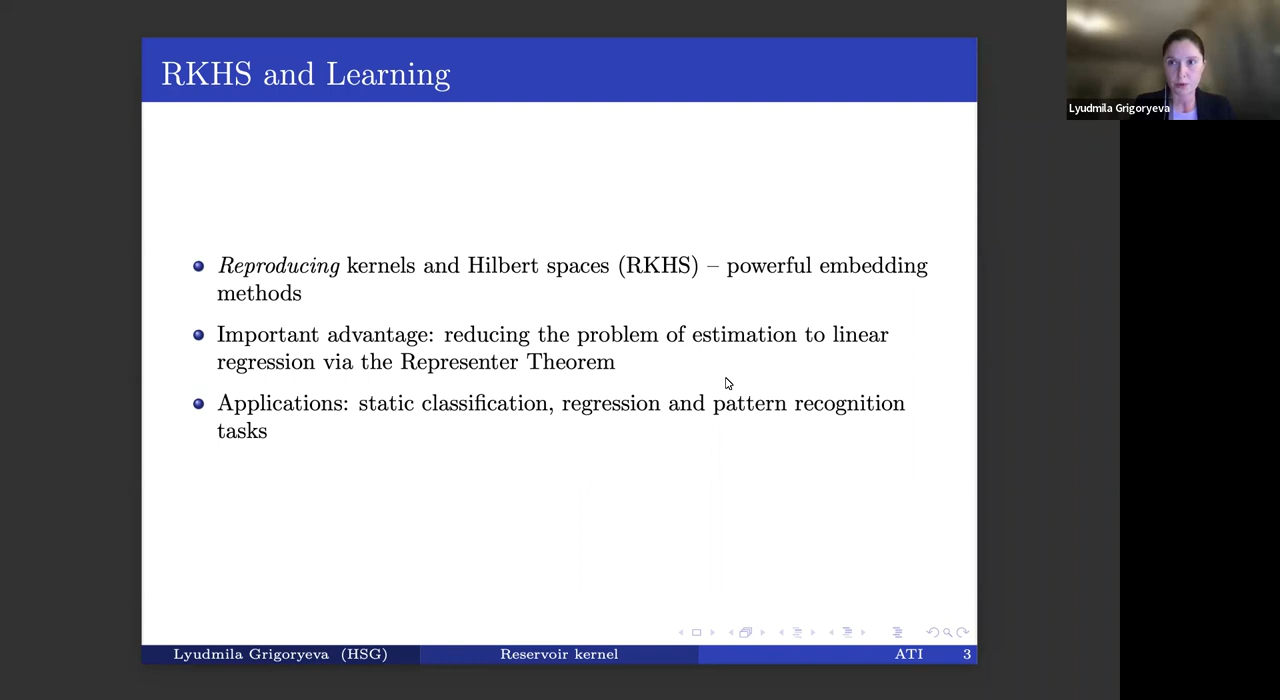 RKHS and Learning
Lyudmila Grigoryeva
Reproducing kernels and Hilbert spaces (RKHS) – powerful embedding
methods
Important advantage: reducing the problem of estimation to linear
regression via the Representer Theorem
Applications: static classification, regression and pattern recognition
tasks
Lyudmila Grigoryeva (HSG)
Reservoir kernel
ATI 3